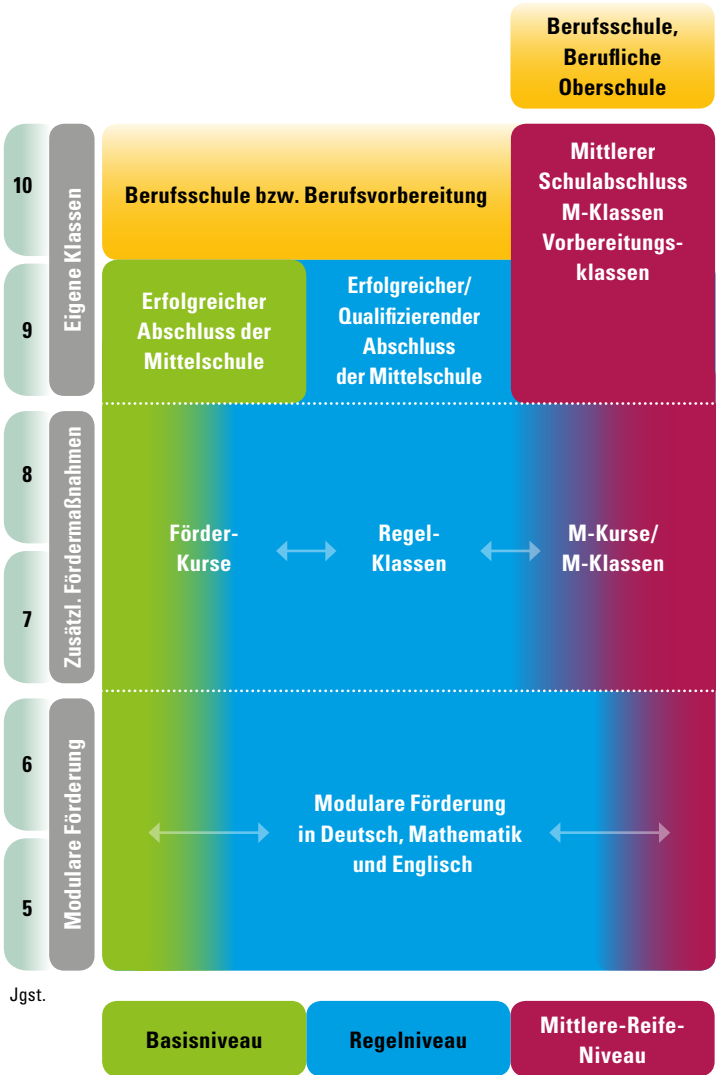 Berufsschule,
Berufliche
Oberschule
10
9
Eigene Klassen
Berufsschule bzw. Berufsvorbereitung
Mittlerer
Schulabschluss
M-Klassen
Vorbereitungs-
klassen
Erfolgreicher
Abschluss der
Mittelschule
Erfolgreicher/
Qualifizierender
Abschluss
der Mittelschule
8
7
Zusätzl. Fördermaßnahmen
Förder-
Kurse
Regel-
Klassen
M-Kurse/
M-Klassen
6
5
Modulare Förderung
Modulare Förderung
in Deutsch, Mathematik
und Englisch
Jgst.
Basisniveau
Regelniveau
Mittlere-Reife-
Niveau